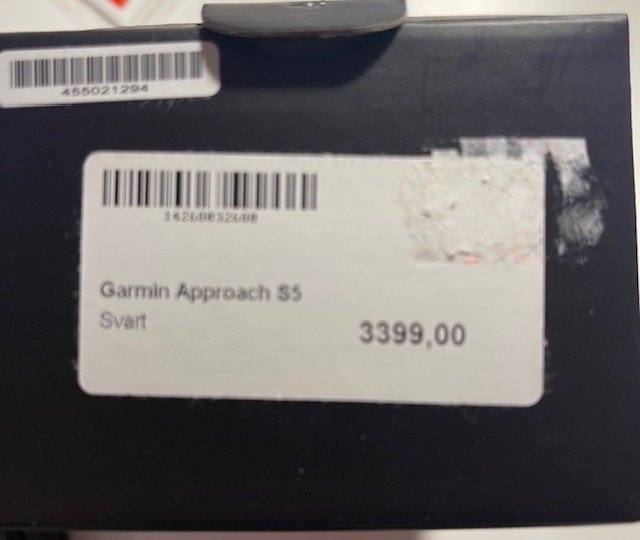 455021294
Garmin Approach S5
Svart
3399,00